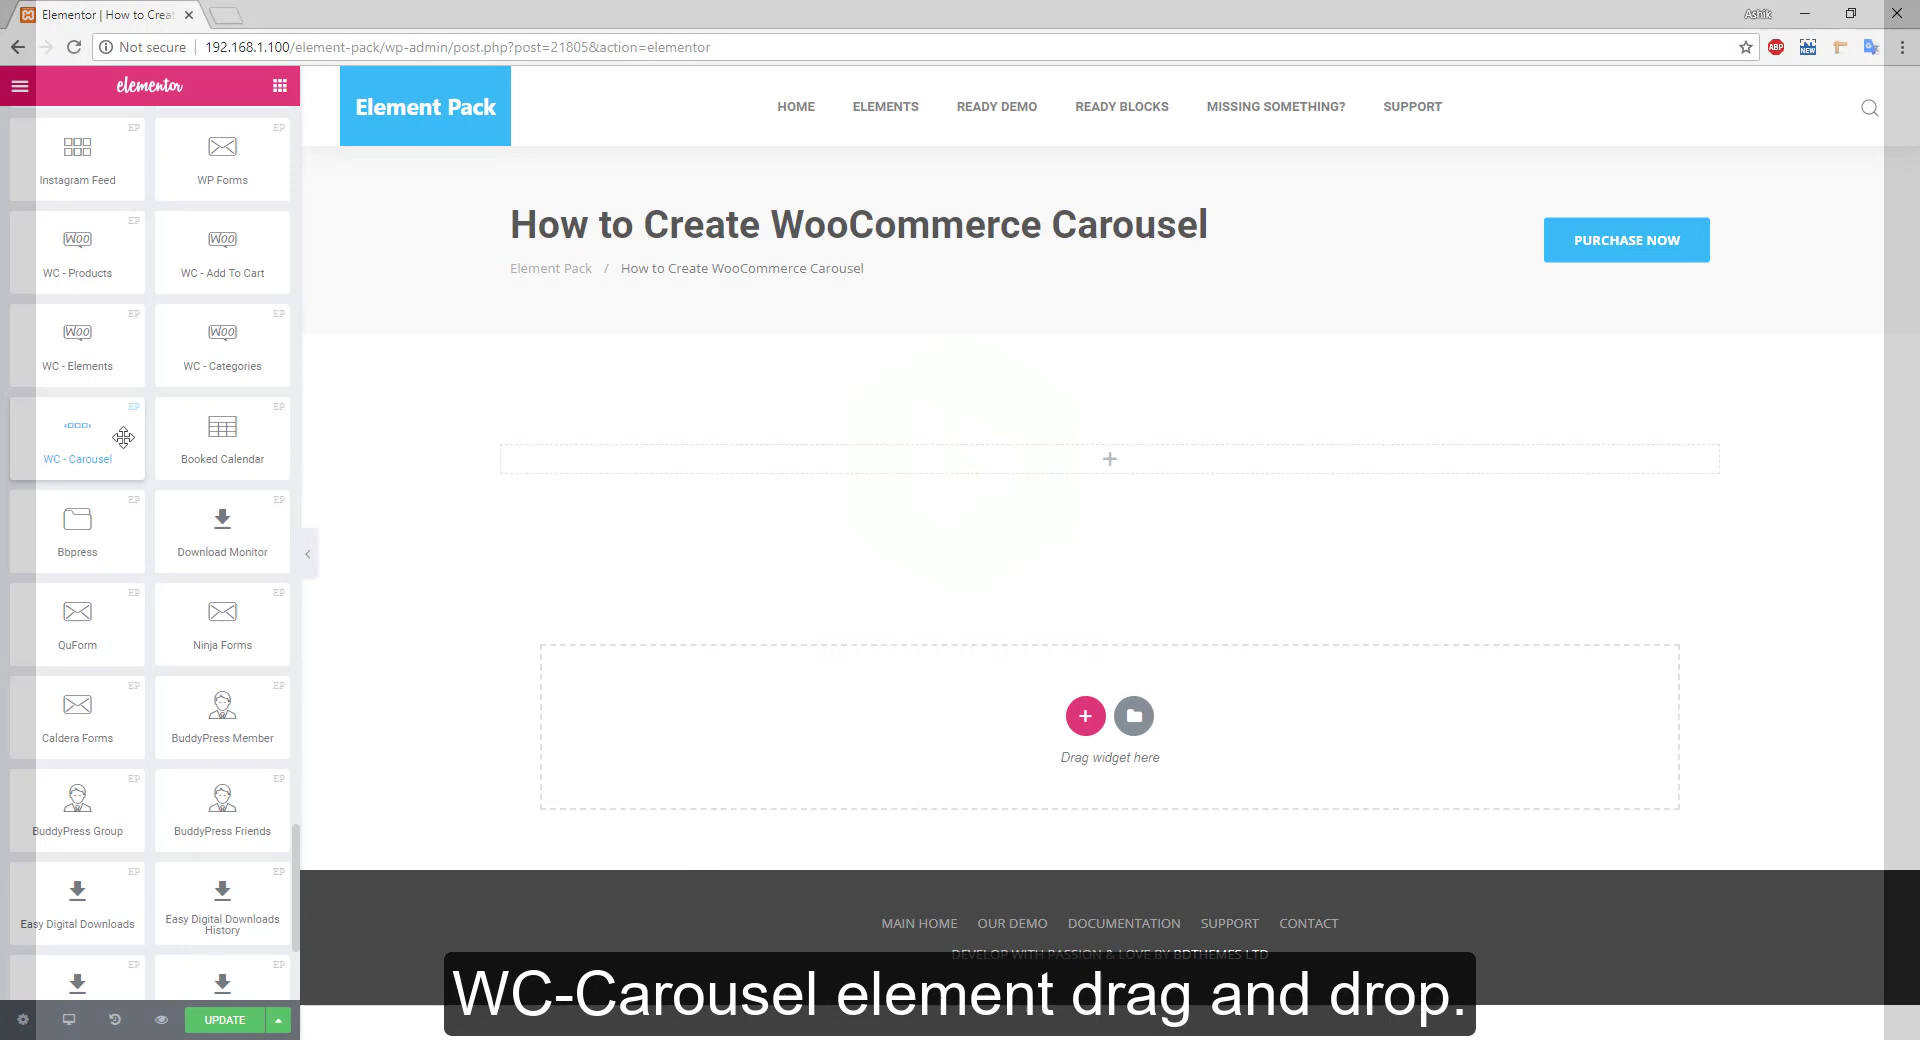 Elementor | How to Creat
Ashik
Not secure
192.168.1.100/element-pack/wp-admin/post.php?post=21805&action=elementor
ABP
NEW
elementor
Element Pack
HOME
ELEMENTS
READY DEMO
READY BLOCKS
MISSING SOMETHING?
SUPPORT
EP
Instagram Feed
EP
WP Forms
How to Create WooCommerce Carousel
PURCHASE NOW
Element Pack / How to Create WooCommerce Carousel
EP
Woo
WC - Products
EP
Woo
WC - Add To Cart
EP
Woo
WC - Elements
EP
Woo
WC - Categories
EP
WC - Carousel
EP
Booked Calendar
EP
Bbpress
EP
Download Monitor
EP
QuForm
EP
Ninja Forms
EP
Caldera Forms
EP
BuddyPress Member
Drag widget here
EP
BuddyPress Group
EP
BuddyPress Friends
EP
Easy Digital Downloads
EP
Easy Digital Downloads
History
EP
EP
MAIN HOME
OUR DEMO
DOCUMENTATION
SUPPORT
CONTACT
DEVELOP WITH PASSION & LOVE BY BDTHEMES LTD
WC-Carousel element drag and drop.
UPDATE